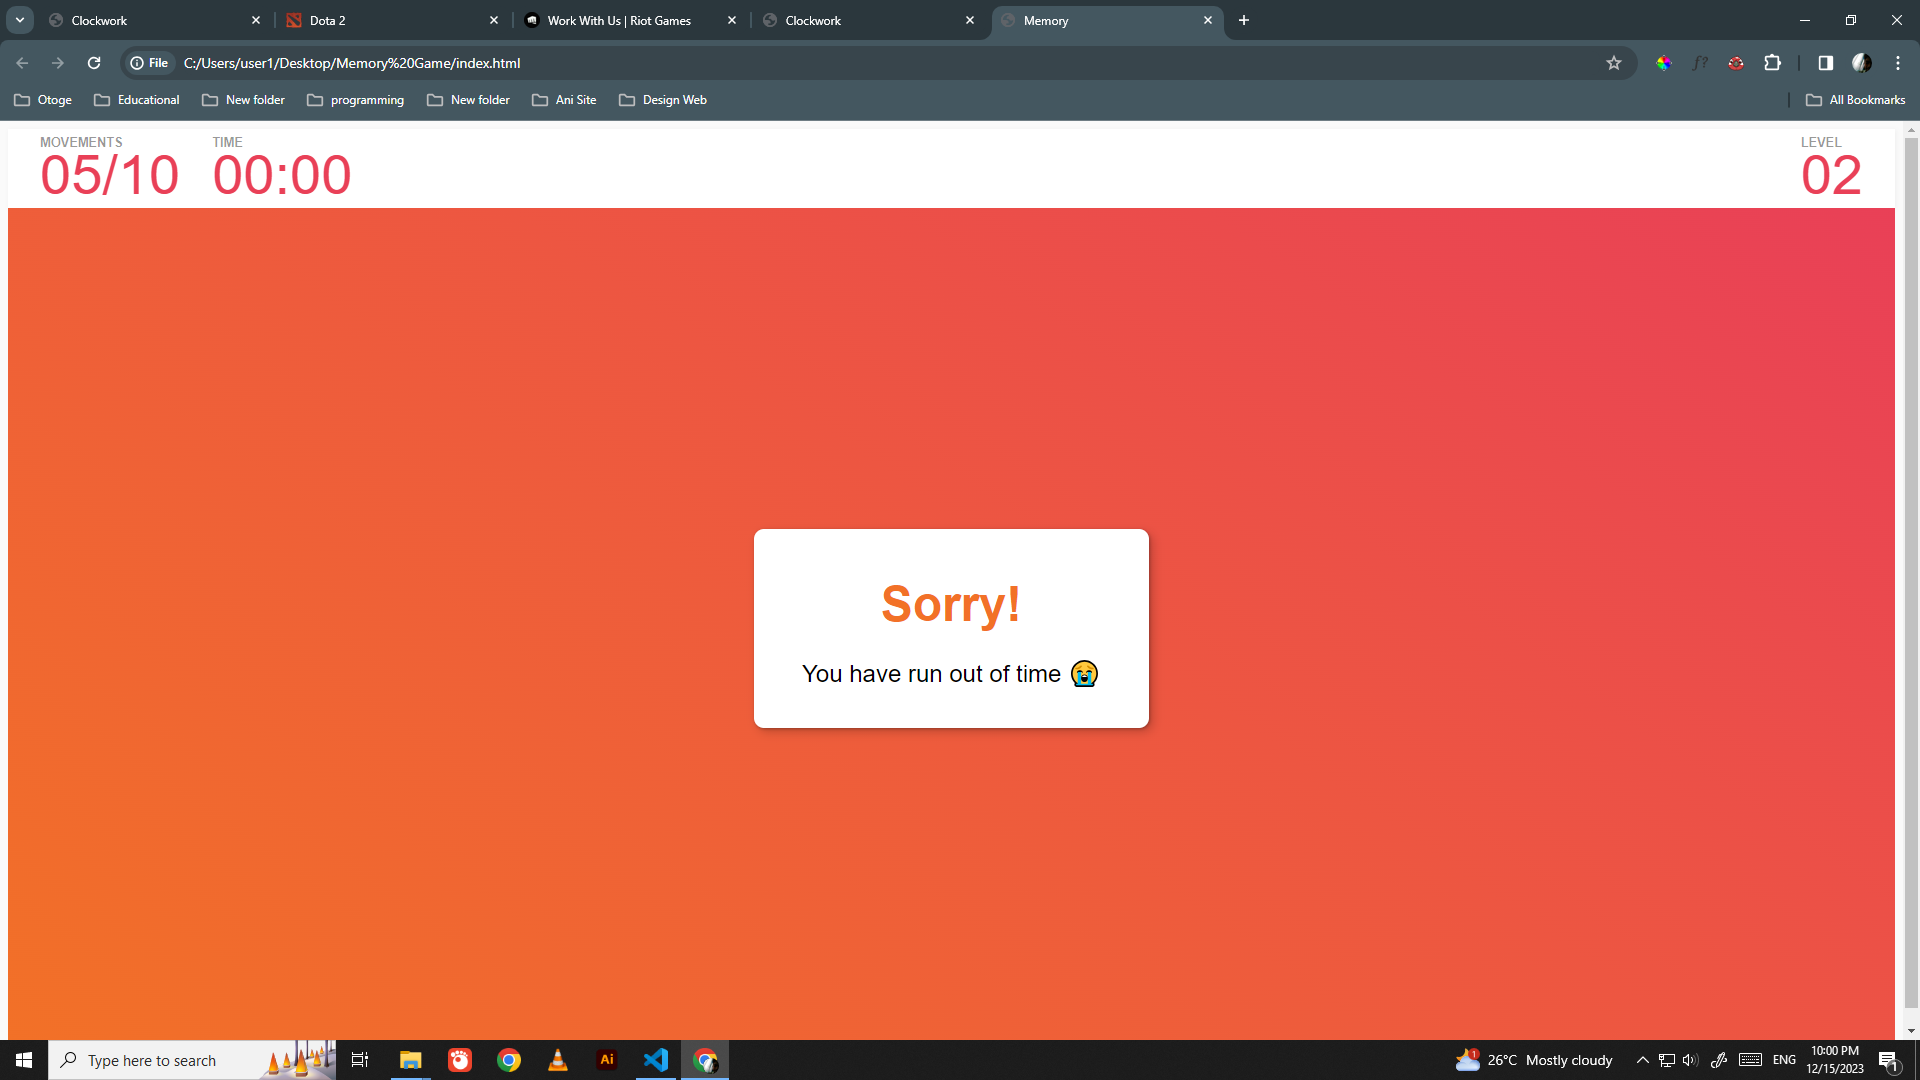 Clockwork
Dota 2
Work With Us | Riot Games
Clockwork
Memory
File
C:/Users/user1/Desktop/Memory%20Game/index.html
Otoge
Educational
New folder
programming
New folder
Ani Site
Design Web
All Bookmarks
MOVEMENTS
05/10
TIME
00:00
LEVEL
02
Sorry!
You have run out of time 😭
Type here to search
Ai
1
26°C Mostly cloudy
ENG
10:00 PM
12/15/2023
1